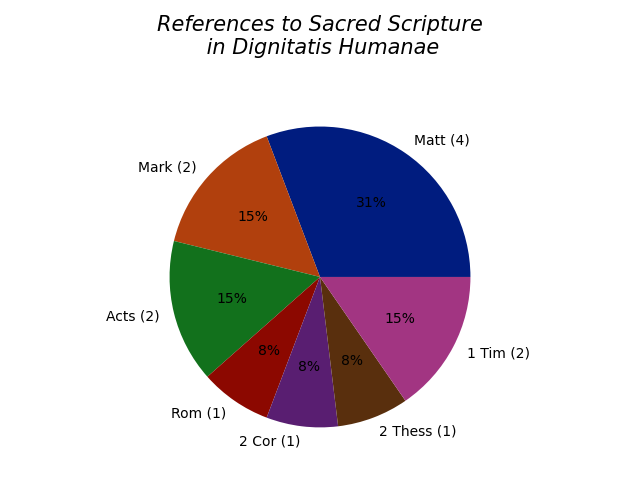 References to Sacred Scripture
in Dignitatis Humanae
Matt (4)
31%
Mark (2)
15%
Acts (2)
15%
Rom (1)
8%
2 Cor (1)
8%
2 Thess (1)
8%
1 Tim (2)
15%